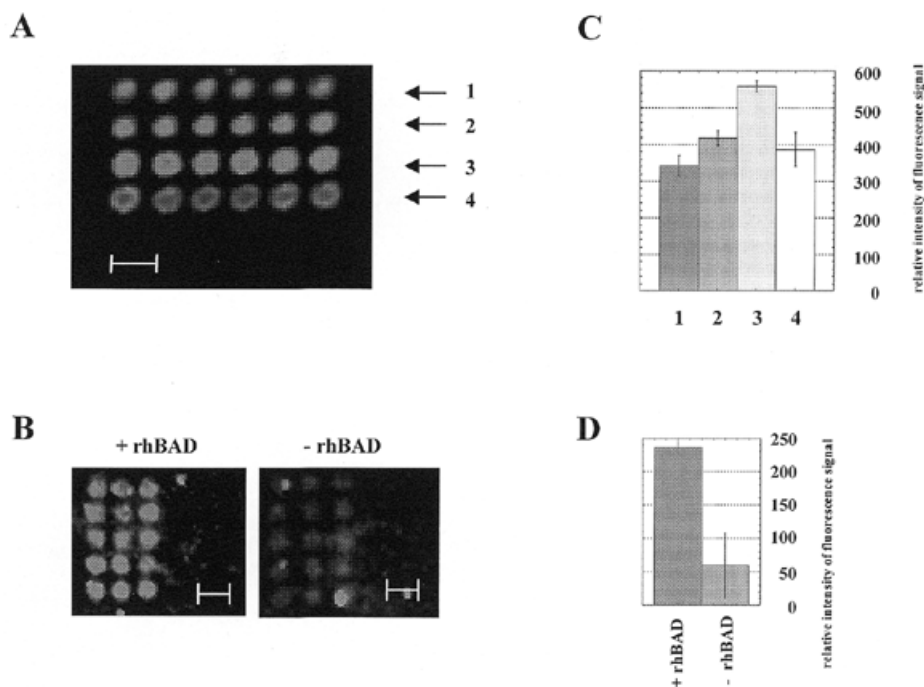 A
1
2
3
4
C
600
500
400
300
200
100
0
relative intensity of fluorescence signal
1 2 3 4
B
+ rhBAD
- rhBAD
D
250
200
150
100
50
0
relative intensity of fluorescence signal
+ rhBAD
- rhBAD